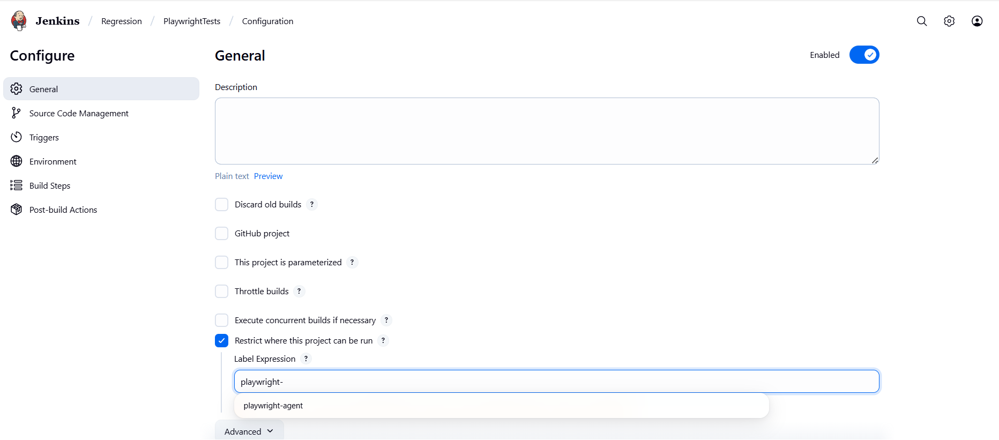 Jenkins / Regression / PlaywrightTests / Configuration
Configure
General
Source Code Management
Triggers
Environment
Build Steps
Post-build Actions
General
Enabled
Description
Plain text Preview
Discard old builds ?
GitHub project
This project is parameterized ?
Throttle builds ?
Execute concurrent builds if necessary ?
Restrict where this project can be run ?
Label Expression ?
playwright-
playwright-agent
Advanced